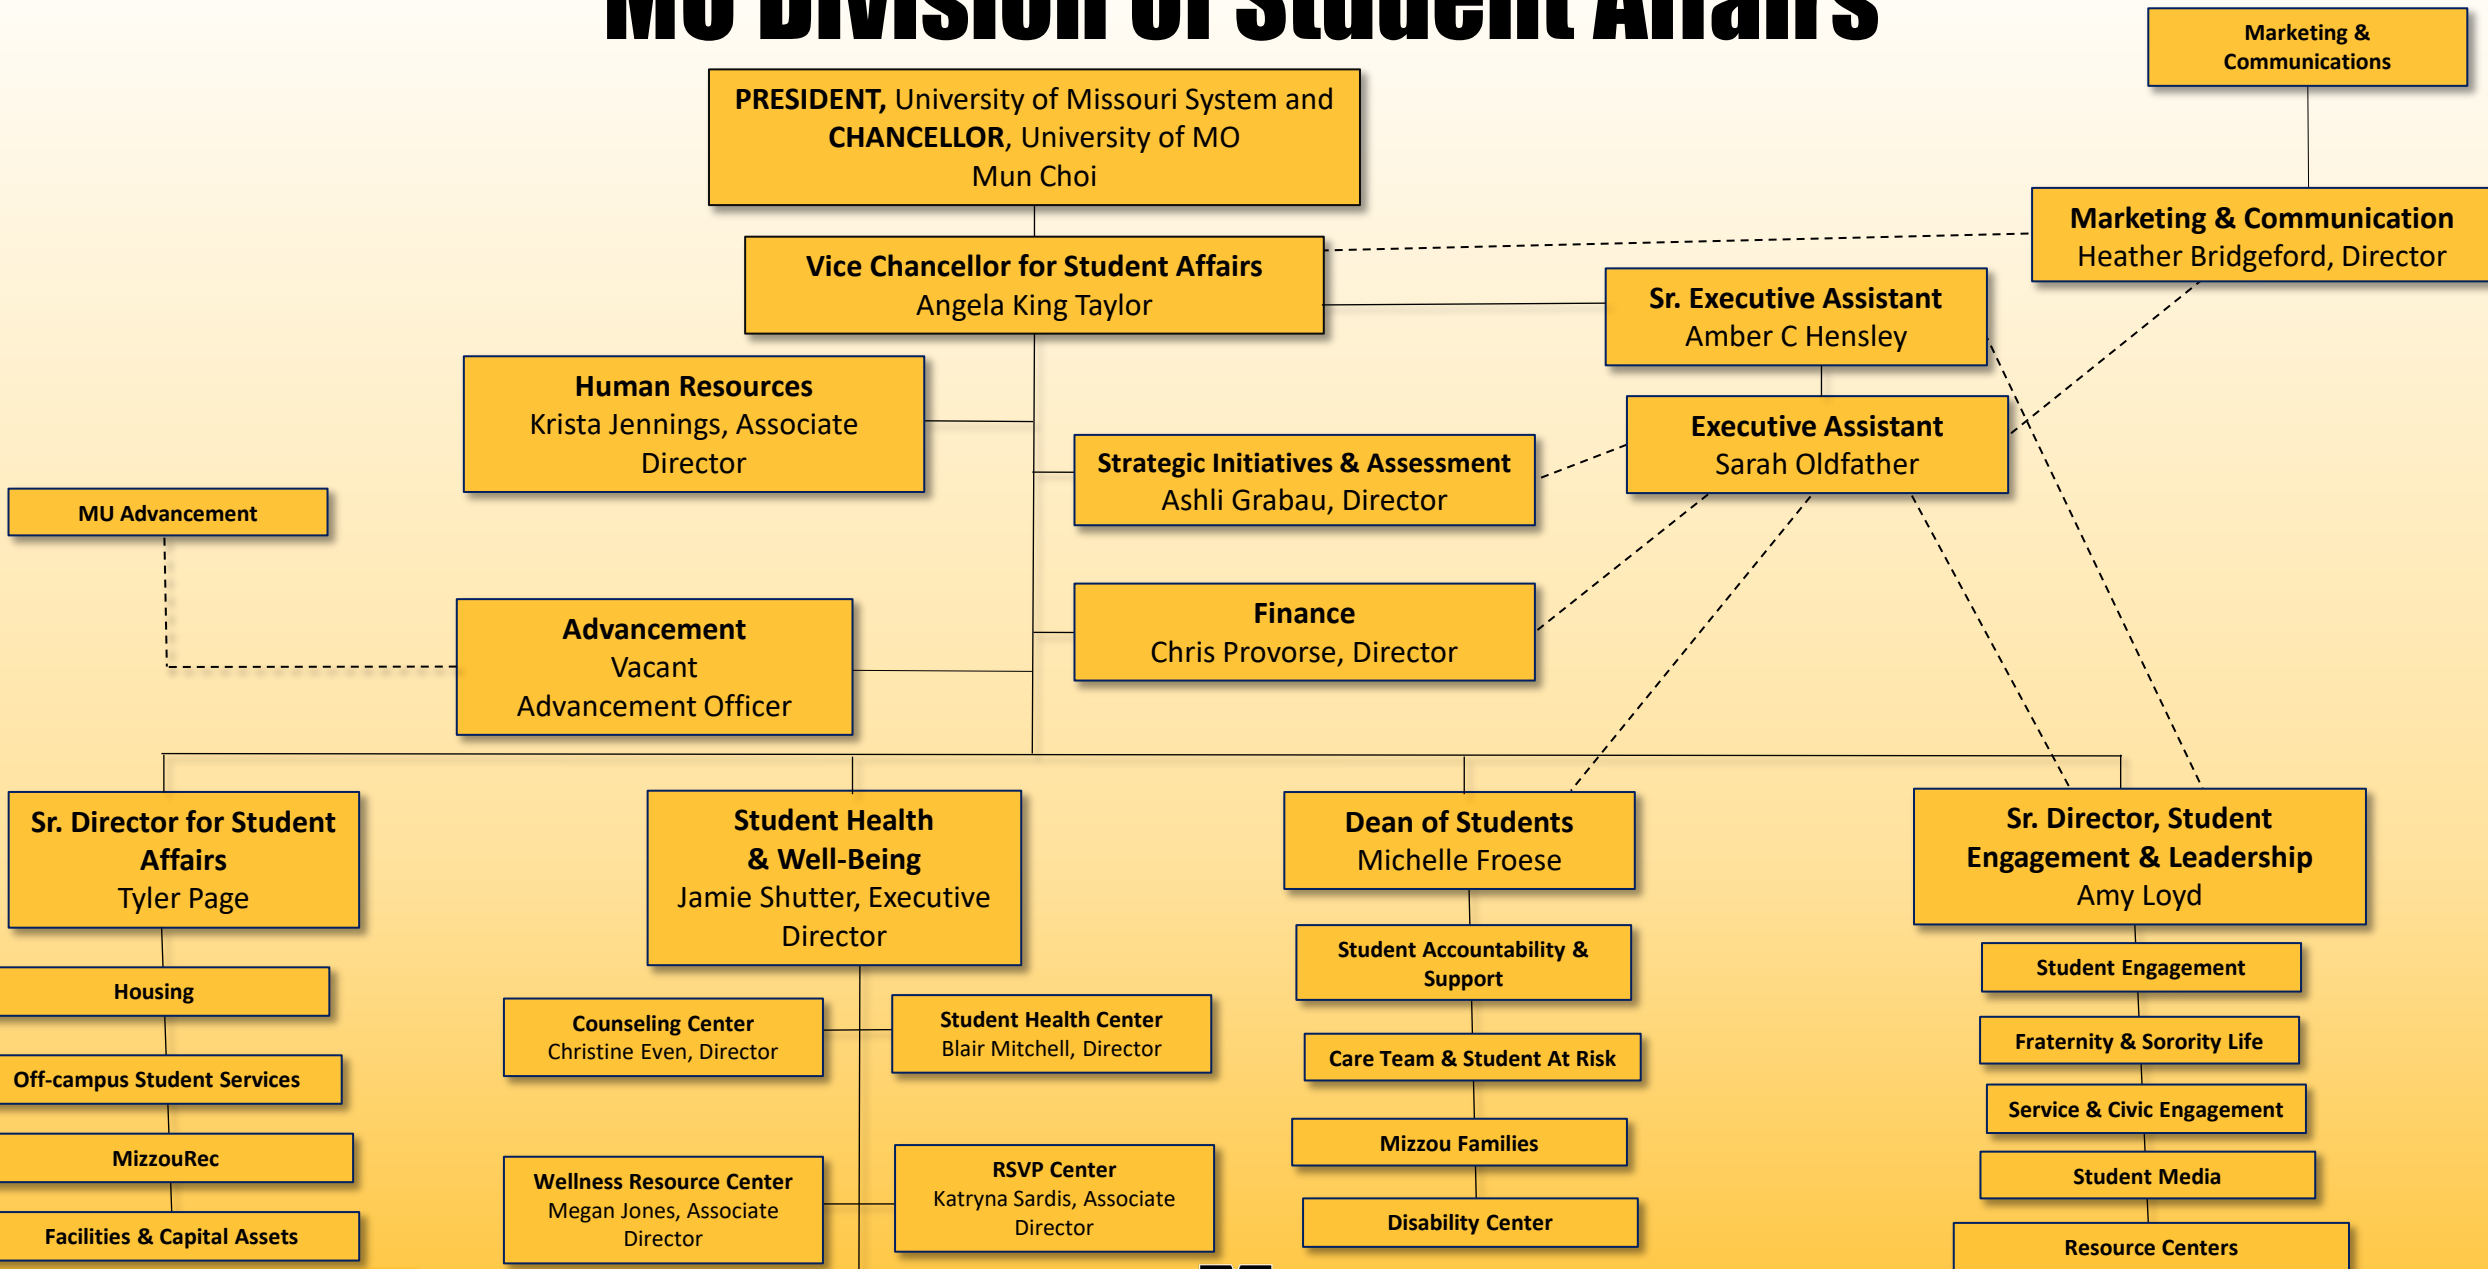 MU Division of Student Affairs
Marketing &
Communications
PRESIDENT, University of Missouri System and
CHANCELLOR, University of MO
Mun Choi
Marketing & Communication
Heather Bridgeford, Director
Vice Chancellor for Student Affairs
Angela King Taylor
Sr. Executive Assistant
Amber C Hensley
Human Resources
Krista Jennings, Associate
Director
Executive Assistant
Sarah Oldfather
Strategic Initiatives & Assessment
Ashli Grabau, Director
MU Advancement
Advancement
Vacant
Advancement Officer
Finance
Chris Provorse, Director
Sr. Director for Student
Affairs
Tyler Page
Student Health
& Well-Being
Jamie Shutter, Executive
Director
Dean of Students
Michelle Froese
Sr. Director, Student
Engagement & Leadership
Amy Loyd
Housing
Off-campus Student Services
MizzouRec
Facilities & Capital Assets
Counseling Center
Christine Even, Director
Student Health Center
Blair Mitchell, Director
Wellness Resource Center
Megan Jones, Associate
Director
RSVP Center
Katryna Sardis, Associate
Director
Student Accountability &
Support
Care Team & Student At Risk
Mizzou Families
Disability Center
Student Engagement
Fraternity & Sorority Life
Service & Civic Engagement
Student Media
Resource Centers